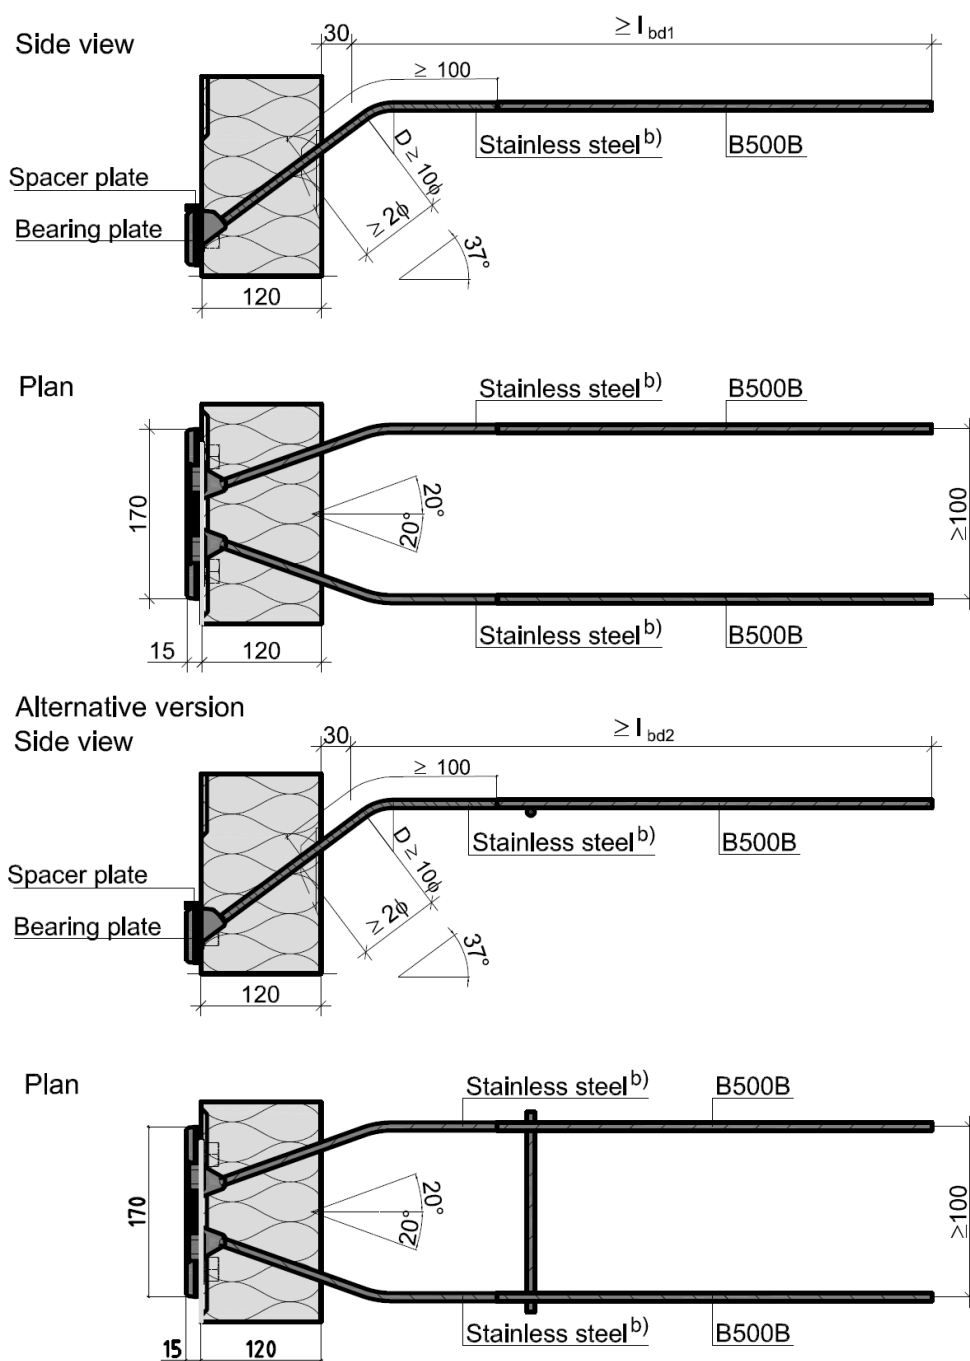 Side view
30
≥ l bd1
≥ 100
Stainless steel b)
B500B
Spacer plate
Bearing plate
D ≥ 10ϕ
≥ 2ϕ
37°
120
Plan
Stainless steel b)
B500B
170
20°
20°
≥100
15
120
Stainless steel b)
B500B
Alternative version
Side view
30
≥ l bd2
≥ 100
Stainless steel b)
B500B
Spacer plate
Bearing plate
D ≥ 10ϕ
≥ 2ϕ
37°
120
Plan
Stainless steel b)
B500B
170
20°
20°
≥100
15
120
Stainless steel b)
B500B